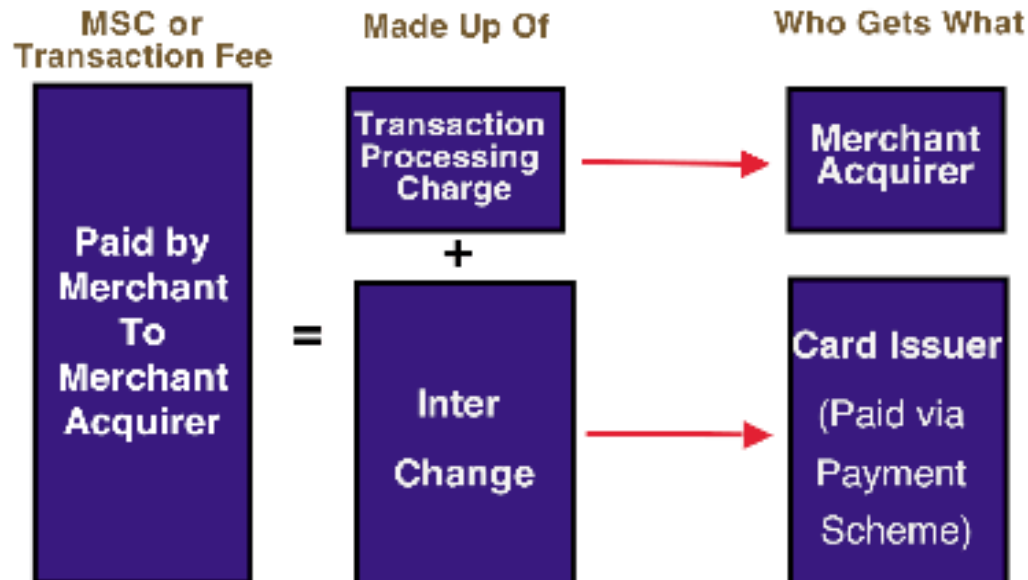 MSC or
Transaction Fee
Made Up Of
Who Gets What
Paid by
Merchant
To
Merchant
Acquirer
=
Transaction
Processing
Charge
+
Inter
Change
Merchant
Acquirer
Card Issuer
(Paid via
Payment
Scheme)